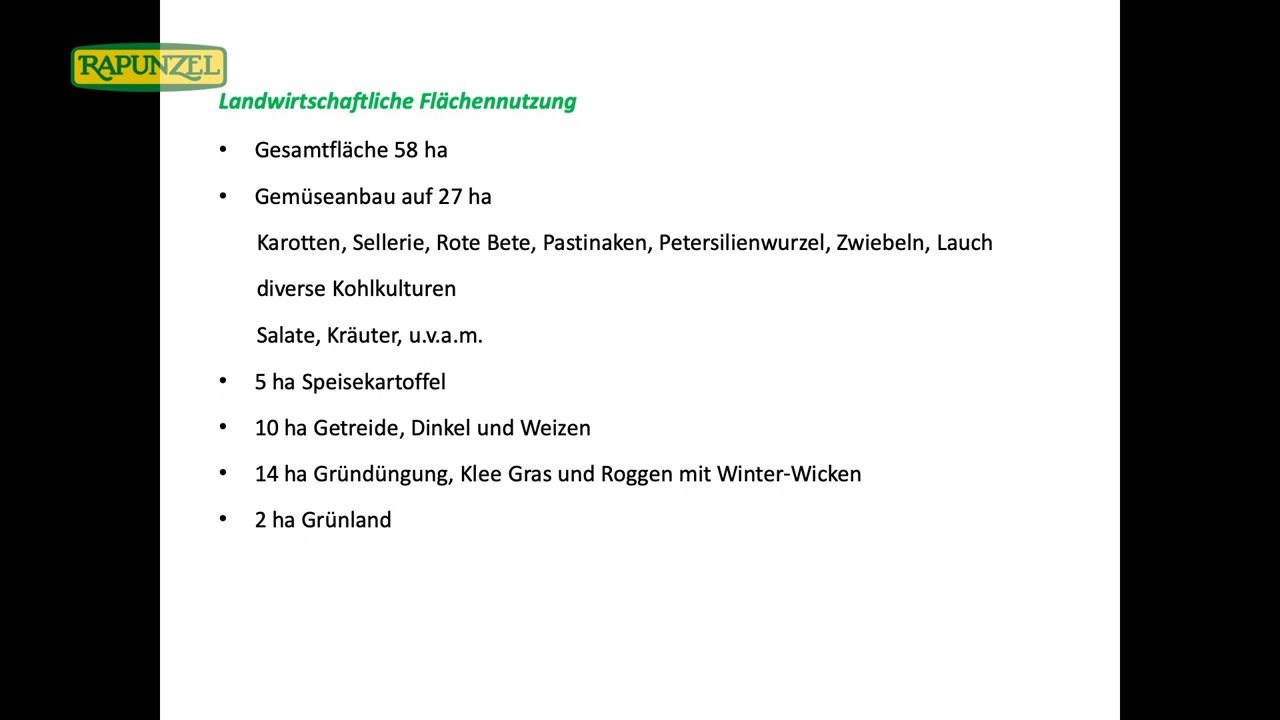 RAPUNZEL
Landwirtschaftliche Flächennutzung
• Gesamtfläche 58 ha
• Gemüseanbau auf 27 ha
Karotten, Sellerie, Rote Bete, Pastinaken, Petersilienwurzel, Zwiebeln, Lauch
diverse Kohlkulturen
Salate, Kräuter, u.v.a.m.
• 5 ha Speisekartoffel
• 10 ha Getreide, Dinkel und Weizen
• 14 ha Gründüngung, Klee Gras und Roggen mit Winter-Wicken
• 2 ha Grünland